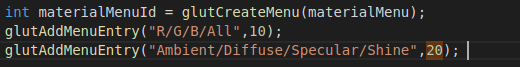 int materialMenuId = glutCreateMenu(materialMenu);
glutAddMenuEntry("R/G/B/All",10);
glutAddMenuEntry("Ambient/Diffuse/Specular/Shine",20);